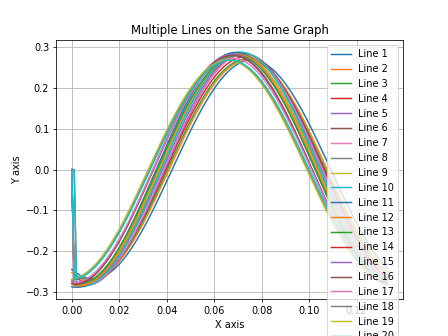 Multiple Lines on the Same Graph
Y axis
0.3
0.2
0.1
0.0
−0.1
−0.2
−0.3
0.00
0.02
0.04
0.06
0.08
0.10
X axis
Line 1
Line 2
Line 3
Line 4
Line 5
Line 6
Line 7
Line 8
Line 9
Line 10
Line 11
Line 12
Line 13
Line 14
Line 15
Line 16
Line 17
Line 18
Line 19
Line 20